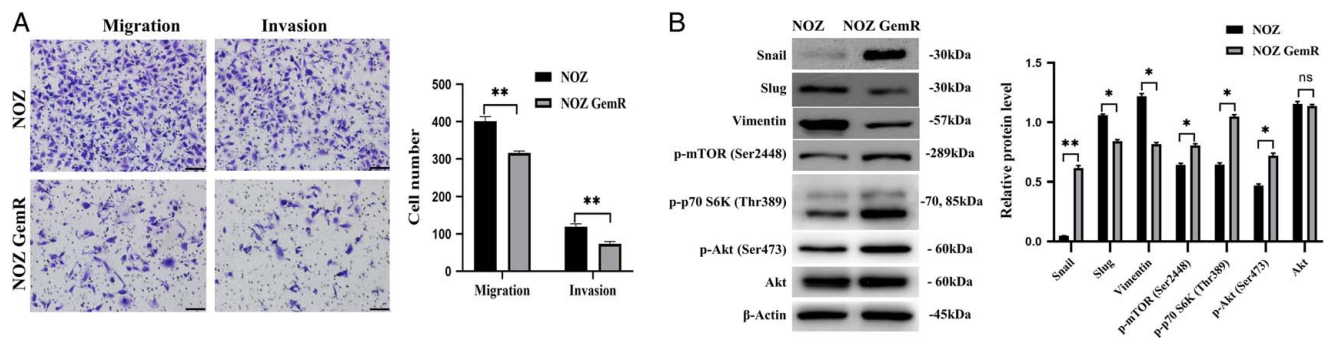 A
Migration
Invasion
NOZ
NOZ GemR
500
400
300
200
100
0
Cell number
**
**
NOZ
NOZ GemR
Migration
Invasion
B
NOZ NOZ GemR
Snail -30kDa
Slug -30kDa
Vimentin -57kDa
p-mTOR (Ser2448) -289kDa
p-p70 S6K (Thr389) -70, 85kDa
p-Akt (Ser473) - 60kDa
Akt - 60kDa
β-Actin -45kDa
NOZ
NOZ GemR
Relative protein level
1.5
1.0
0.5
0.0
**
*
*
*
*
*
ns
Snail
Slug
Vimentin
p-mTOR (Ser2448)
p-p70 S6K (Thr389)
p-Akt (Ser473)
Akt